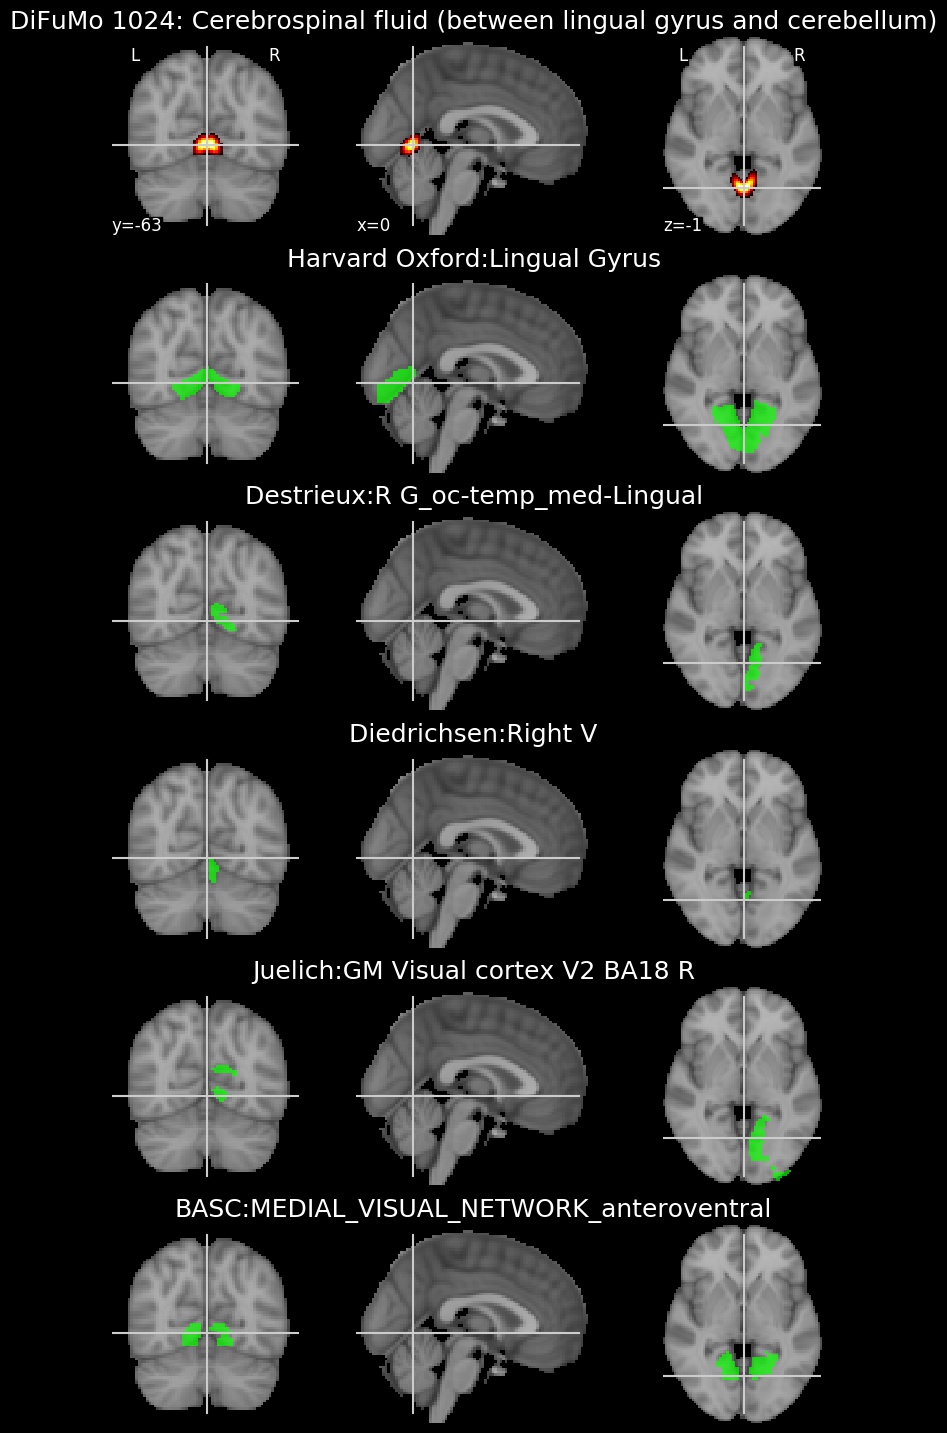 DiFuMo 1024: Cerebrospinal fluid (between lingual gyrus and cerebellum)
L R L R
y=-63 x=0 z=-1
Harvard Oxford:Lingual Gyrus
Destrieux:R G_oc-temp_med-Lingual
Diedrichsen:Right V
Juelich:GM Visual cortex V2 BA18 R
BASC:MEDIAL_VISUAL_NETWORK_anteroventral